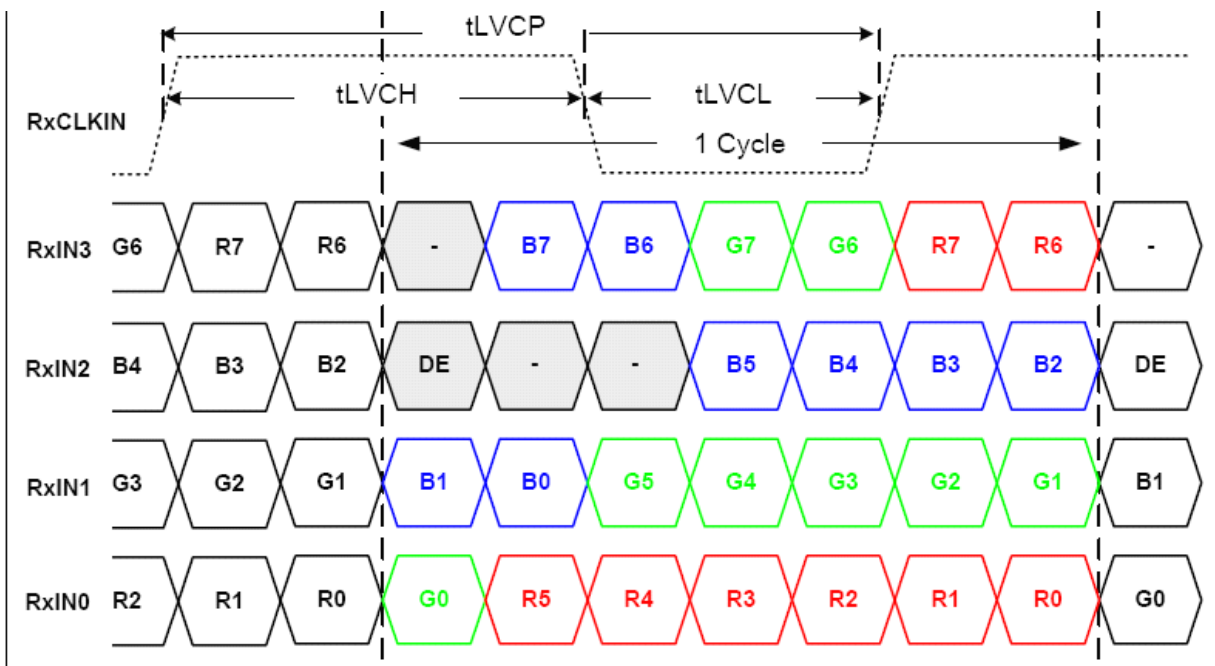 tLVCP
tLVCH tLVCL
RxCLKIN
1 Cycle
RxIN3 G6 R7 R6 - B7 B6 G7 G6 R7 R6 -
RxIN2 B4 B3 B2 DE - - B5 B4 B3 B2 DE
RxIN1 G3 G2 G1 B1 B0 G5 G4 G3 G2 G1 B1
RxIN0 R2 R1 R0 G0 R5 R4 R3 R2 R1 R0 G0